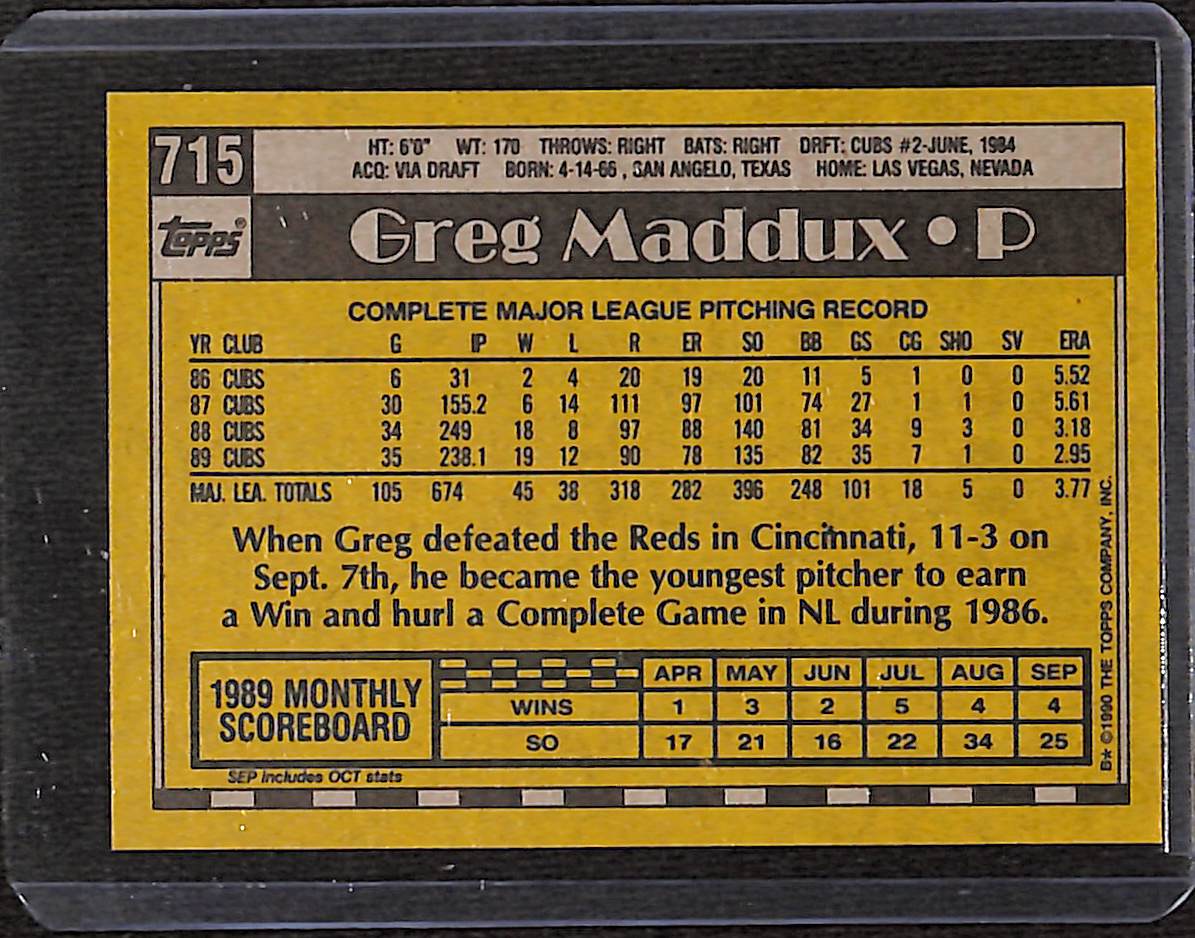 715
HT: 6'0" WT: 170 THROWS: RIGHT BATS: RIGHT DRFT: CUBS #2-JUNE, 1984
ACQ: VIA DRAFT BORN: 4-14-66, SAN ANGELO, TEXAS HOME: LAS VEGAS, NEVADA
Topps®
Greg Maddux • P
COMPLETE MAJOR LEAGUE PITCHING RECORD
YR CLUB G IP W L R ER SO BB GS CG SHO SV ERA
86 CUBS 6 31 2 4 20 19 20 11 5 1 0 0 5.52
87 CUBS 30 155.2 6 14 111 97 101 74 27 1 1 0 5.61
88 CUBS 34 249 18 8 97 88 140 81 34 9 3 0 3.18
89 CUBS 35 238.1 19 12 90 78 135 82 35 7 1 0 2.95
MAJ. LEA. TOTALS 105 674 45 38 318 282 396 248 101 18 5 0 3.77
When Greg defeated the Reds in Cincinnati, 11-3 on
Sept. 7th, he became the youngest pitcher to earn
a Win and hurl a Complete Game in NL during 1986.
1989 MONTHLY
SCOREBOARD
APR MAY JUN JUL AUG SEP
WINS 1 3 2 5 4 4
SO 17 21 16 22 34 25
SEP includes OCT stats
B* ©1990 THE TOPPS COMPANY, INC.